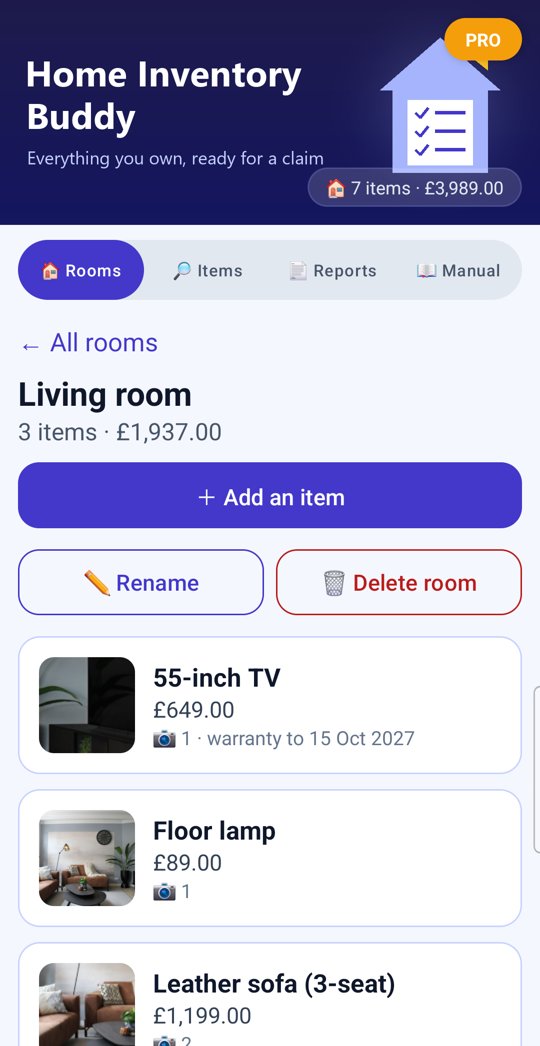 PRO
Home Inventory
Buddy
Everything you own, ready for a claim
7 items · £3,989.00
Rooms
Items
Reports
Manual
← All rooms
Living room
3 items · £1,937.00
+ Add an item
Rename
Delete room
55-inch TV
£649.00
1 · warranty to 15 Oct 2027
Floor lamp
£89.00
1
Leather sofa (3-seat)
£1,199.00
2